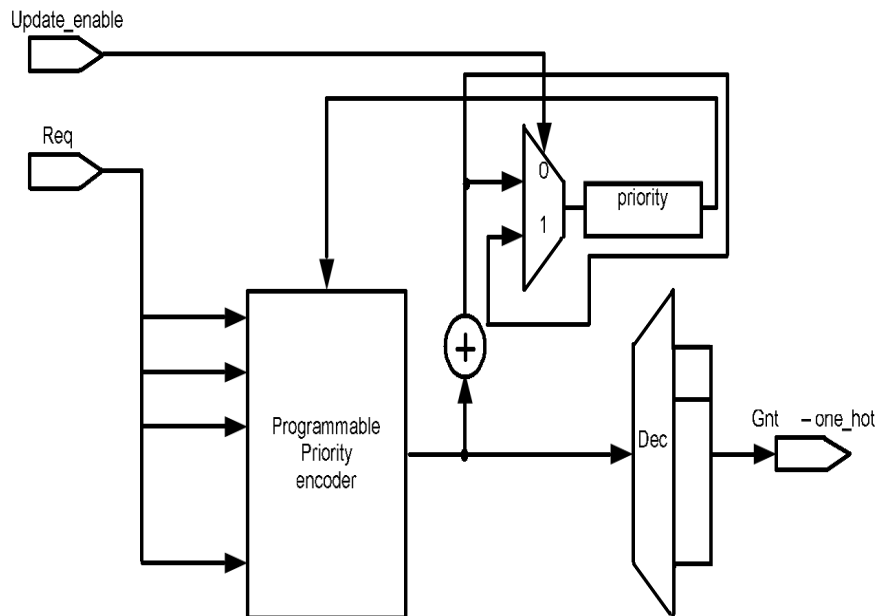 Update_enable
Req
0
priority
1
+
Programmable
Priority
encoder
Dec
Gnt – one_hot